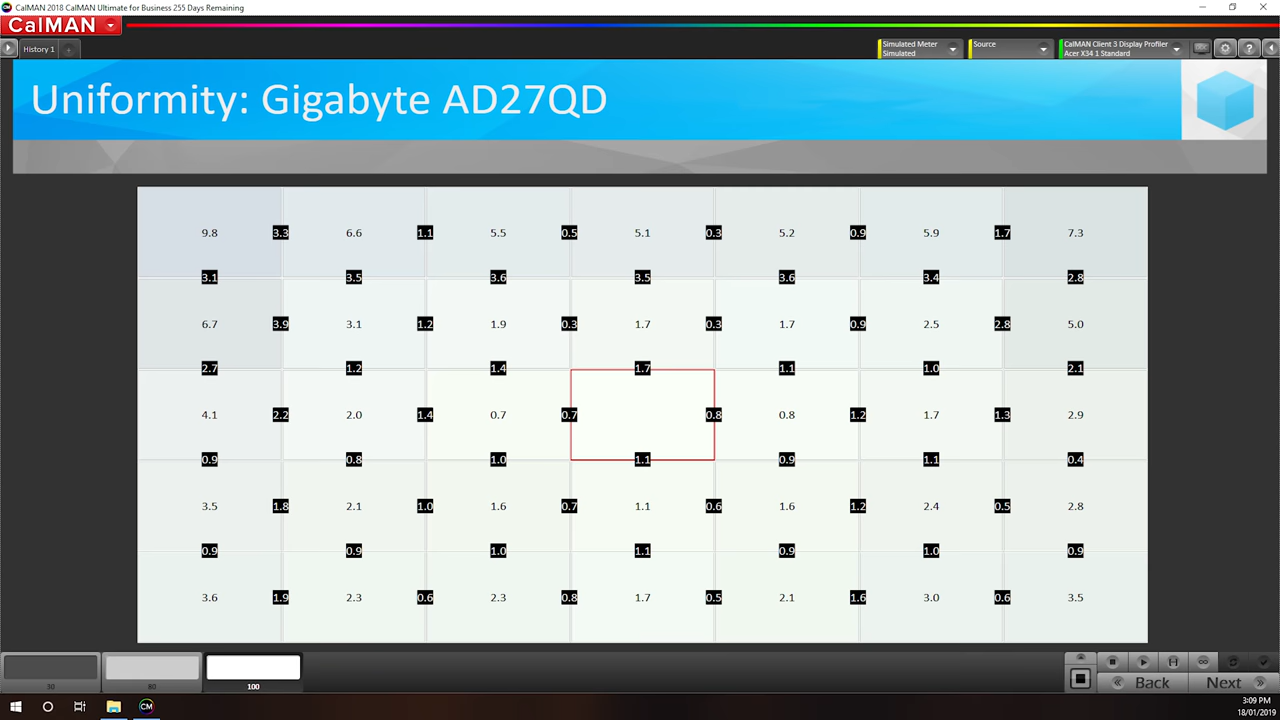 CalMAN 2018 CalMAN Ultimate for Business 255 Days Remaining
CalMAN
History 1
Simulated Meter
Simulated
Source
CalMAN Client 3 Display Profiler
Acer X34 1 Standard
Uniformity: Gigabyte AD27QD
9.8 3.3 6.6 1.1 5.5 0.5 5.1 0.3 5.2 0.9 5.9 1.7 7.3
3.1 3.5 3.6 3.5 3.6 3.4 2.8
6.7 3.9 3.1 1.2 1.9 0.3 1.7 0.3 1.7 0.9 2.5 2.8 5.0
2.7 1.2 1.4 1.7 1.1 1.0 2.1
4.1 2.2 2.0 1.4 0.7 0.7 0.8 0.8 1.2 1.7 1.3 2.9
0.9 0.8 1.0 1.1 0.9 1.1 0.4
3.5 1.8 2.1 1.0 1.6 0.7 1.1 0.6 1.6 1.2 2.4 0.5 2.8
0.9 0.9 1.0 1.1 0.9 1.0 0.9
3.6 1.9 2.3 0.6 2.3 0.8 1.7 0.5 2.1 1.6 3.0 0.6 3.5
30 80 100
Back Next
CM
3:09 PM
18/01/2019